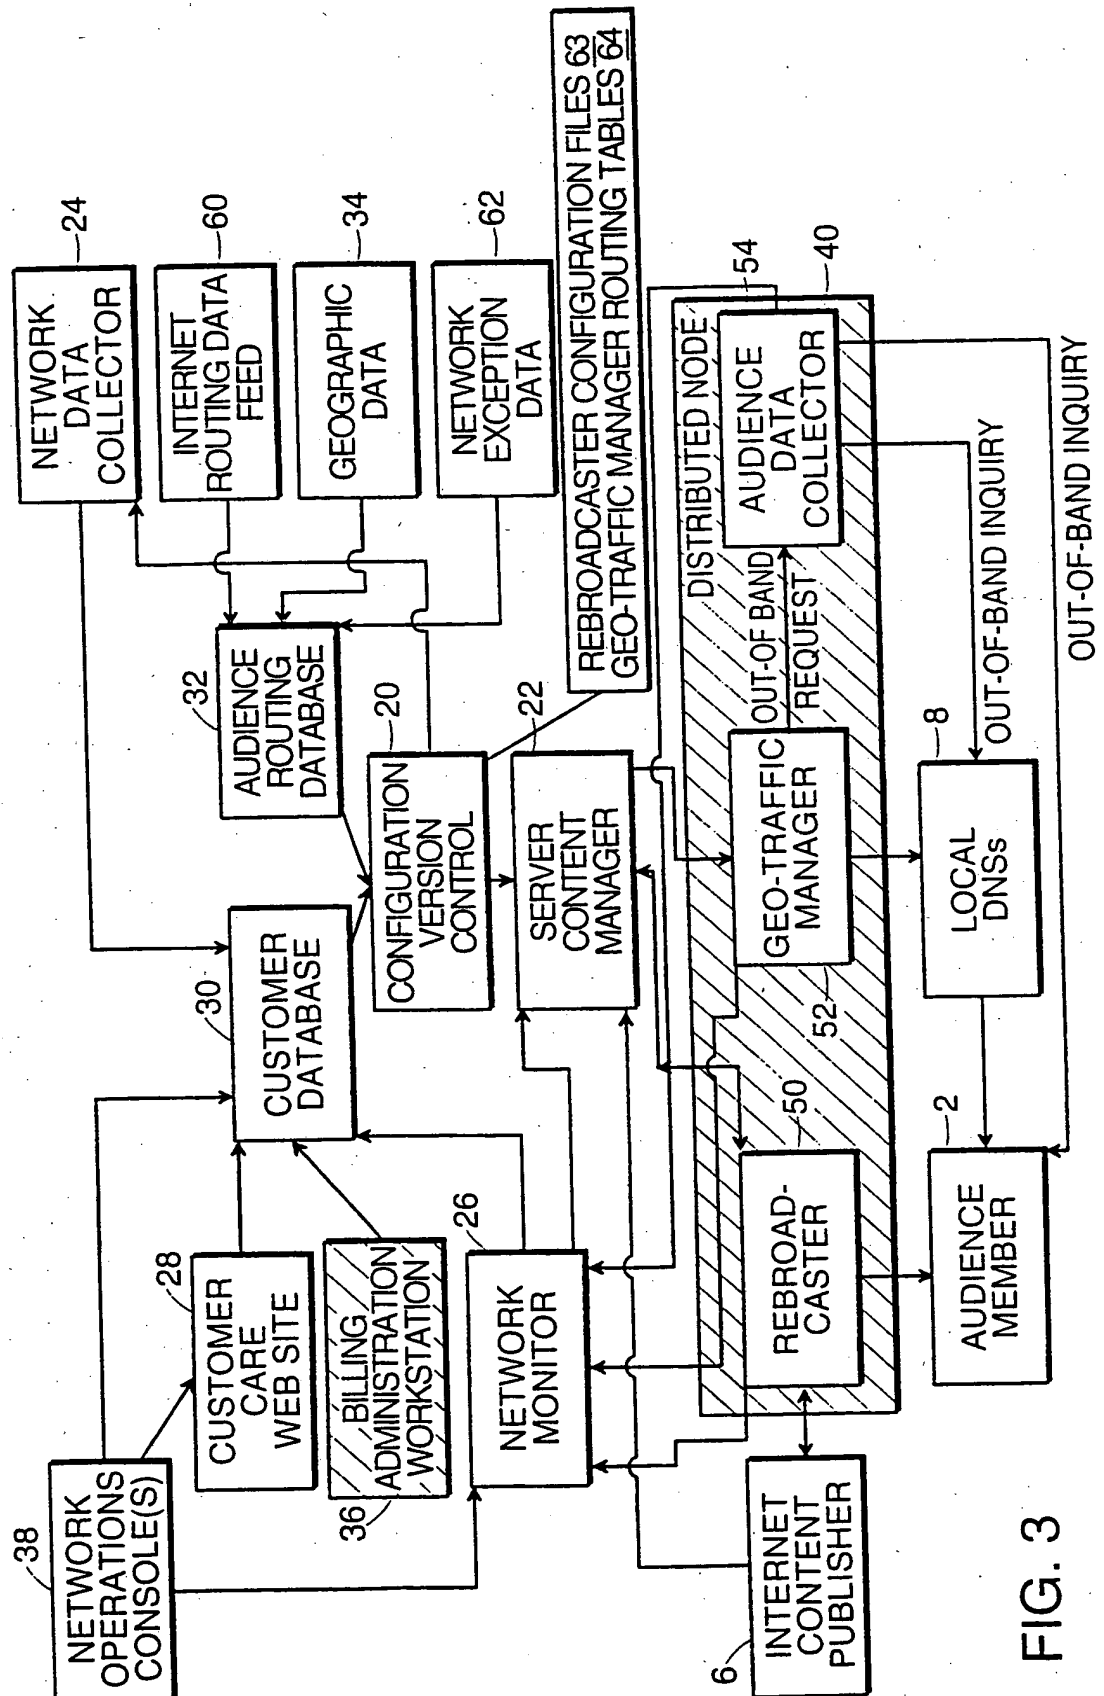 38
NETWORK
OPERATIONS
CONSOLE(S)
28
CUSTOMER
CARE
WEB SITE
BILLING
ADMINISTRATION
WORKSTATION
36
26
NETWORK
MONITOR
6
INTERNET
CONTENT
PUBLISHER
30
CUSTOMER
DATABASE
32
AUDIENCE
ROUTING
DATABASE
20
CONFIGURATION
VERSION
CONTROL
22
SERVER
CONTENT
MANAGER
NETWORK
DATA
COLLECTOR
24
INTERNET
ROUTING DATA
FEED
60
GEOGRAPHIC
DATA
34
NETWORK
EXCEPTION
DATA
62
REBROADCASTER CONFIGURATION FILES 63
GEO-TRAFFIC MANAGER ROUTING TABLES 64
DISTRIBUTED NODE
40
50
REBROAD-
CASTER
GEO-TRAFFIC
MANAGER
52
OUT-OF BAND
REQUEST
54
AUDIENCE
DATA
COLLECTOR
2
AUDIENCE
MEMBER
8
LOCAL
DNSs
OUT-OF-BAND INQUIRY
OUT-OF-BAND INQUIRY
FIG. 3